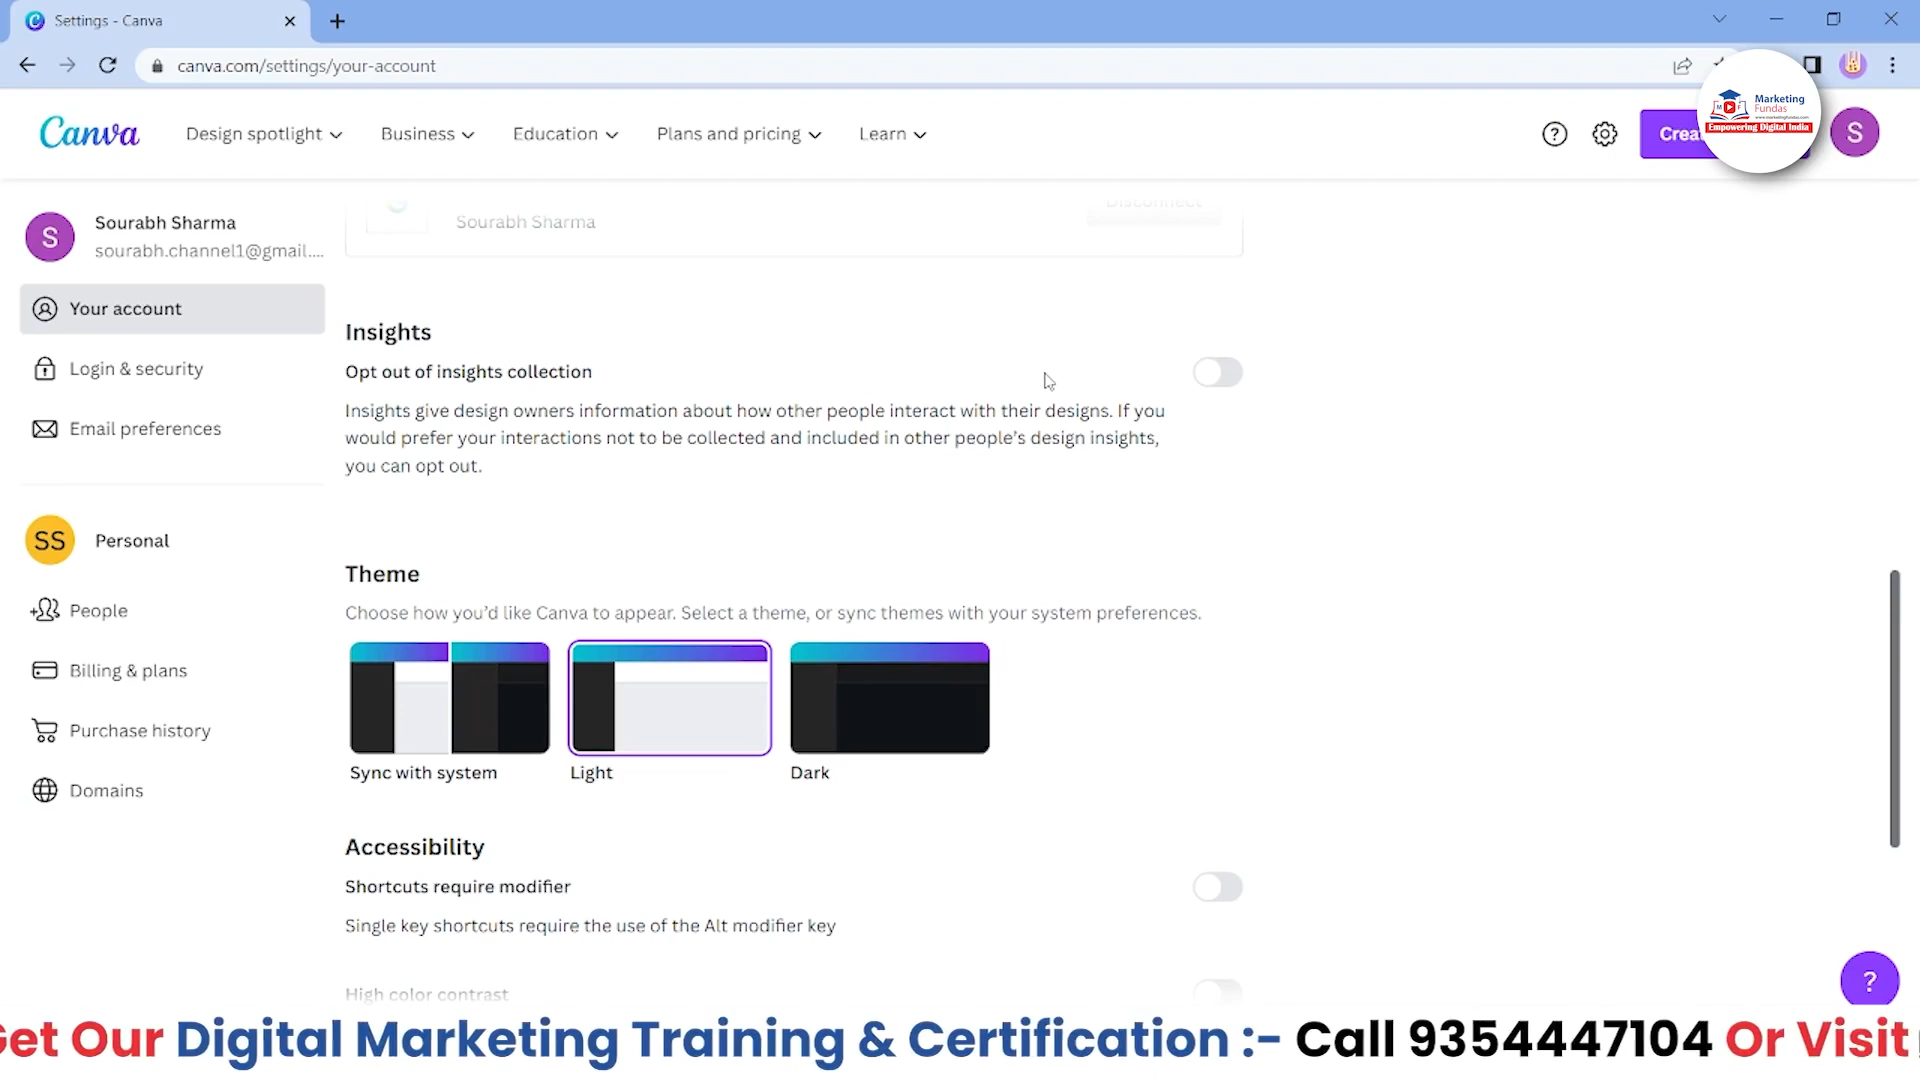 Settings - Canva
canva.com/settings/your-account
Canva
Design spotlight
Business
Education
Plans and pricing
Learn
Marketing
Fundas
www.marketingfundas.com
Empowering Digital India
S
S
Sourabh Sharma
sourabh.channel1@gmail....
Your account
Login & security
Email preferences
SS
Personal
People
Billing & plans
Purchase history
Domains
Sourabh Sharma
Disconnect
Insights
Opt out of insights collection
Insights give design owners information about how other people interact with their designs. If you
would prefer your interactions not to be collected and included in other people's design insights,
you can opt out.
Theme
Choose how you'd like Canva to appear. Select a theme, or sync themes with your system preferences.
Sync with system
Light
Dark
Accessibility
Shortcuts require modifier
Single key shortcuts require the use of the Alt modifier key
High color contrast
?
Get Our Digital Marketing Training & Certification :- Call 9354447104 Or Visit